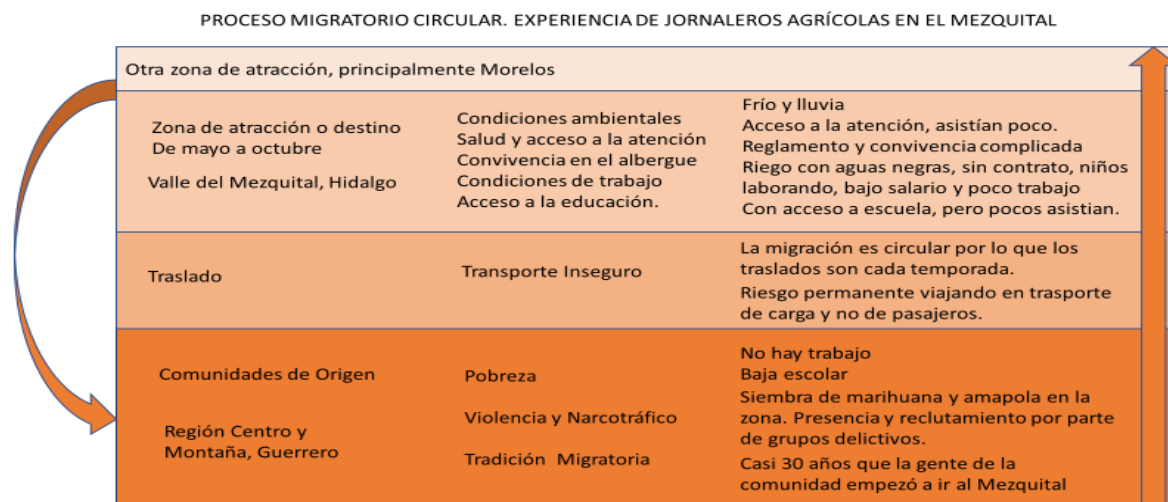 PROCESO MIGRATORIO CIRCULAR. EXPERIENCIA DE JORNALEROS AGRÍCOLAS EN EL MEZQUITAL
Otra zona de atracción, principalmente Morelos
Zona de atracción o destino
De mayo a octubre
Valle del Mezquital, Hidalgo
Condiciones ambientales
Salud y acceso a la atención
Convivencia en el albergue
Condiciones de trabajo
Acceso a la educación.
Frío y lluvia
Acceso a la atención, asistían poco.
Reglamento y convivencia complicada
Riego con aguas negras, sin contrato, niños
laborando, bajo salario y poco trabajo
Con acceso a escuela, pero pocos asistian.
Traslado
Transporte Inseguro
La migración es circular por lo que los
traslados son cada temporada.
Riesgo permanente viajando en trasporte
de carga y no de pasajeros.
Comunidades de Origen
Región Centro y
Montaña, Guerrero
Pobreza
Violencia y Narcotráfico
Tradición Migratoria
No hay trabajo
Baja escolar
Siembra de marihuana y amapola en la
zona. Presencia y reclutamiento por parte
de grupos delictivos.
Casi 30 años que la gente de la
comunidad empezó a ir al Mezquital